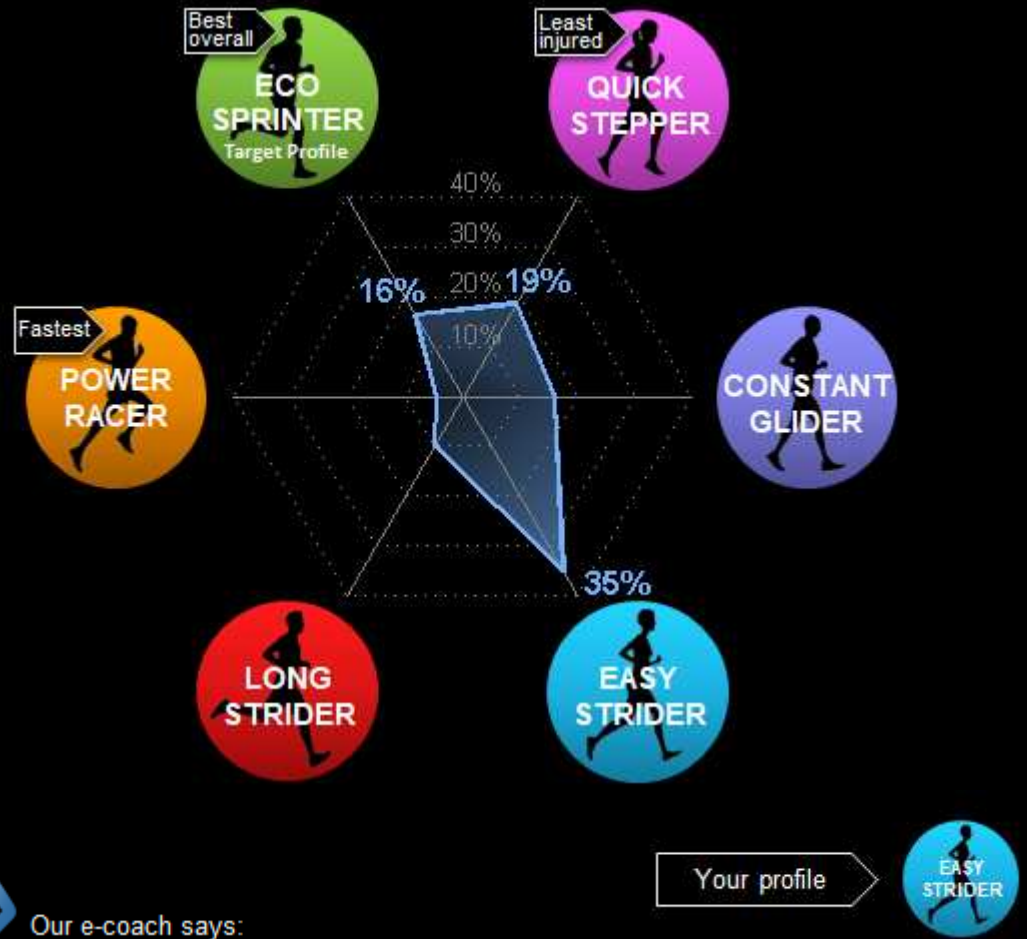 Best
overall
ECO
SPRINTER
Target Profile
Least
injured
QUICK
STEPPER
40%
30%
20%
10%
16%
19%
Fastest
POWER
RACER
CONSTANT
GLIDER
35%
LONG
STRIDER
EASY
STRIDER
Your profile
EASY
STRIDER
Our e-coach says: